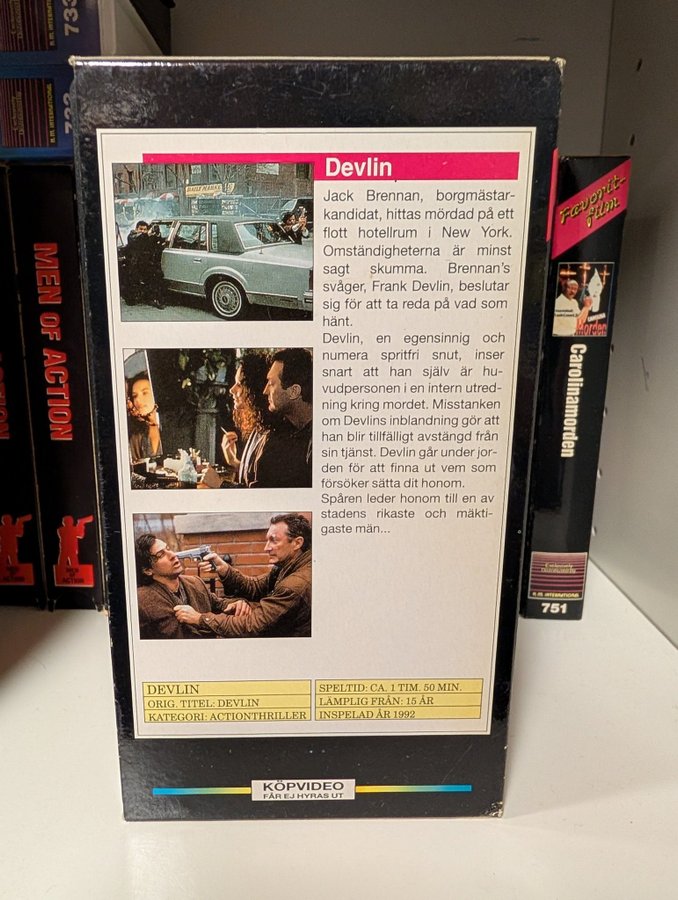 Devlin
Jack Brennan, borgmästar-
kandidat, hittas mördad på ett
flott hotellrum i New York.
Omständigheterna är minst
sagt skumma. Brennan's
svåger, Frank Devlin, beslutar
sig för att ta reda på vad som
hänt.
Devlin, en egensinnig och
numera spritfri snut, inser
snart att han själv är hu-
vudpersonen i en intern utred-
ning kring mordet. Misstanken
om Devlins inblandning gör att
han blir tillfälligt avstängd från
sin tjänst. Devlin går under jor-
den för att finna ut vem som
försöker sätta dit honom.
Spåren leder honom till en av
stadens rikaste och mäkti-
gaste män...
DEVLIN
ORIG. TITEL: DEVLIN
KATEGORI: ACTIONTHRILLER
SPELTID: CA. 1 TIM. 50 MIN.
LÄMPLIG FRÅN: 15 ÅR
INSPELAD ÅR 1992
KÖPVIDEO
FÅR EJ HYRAS UT
733
MEN OF ACTION
MEN OF
ACTION
Favorit-
film
Carolinamorden
K.M. INTERNATIONAL
751